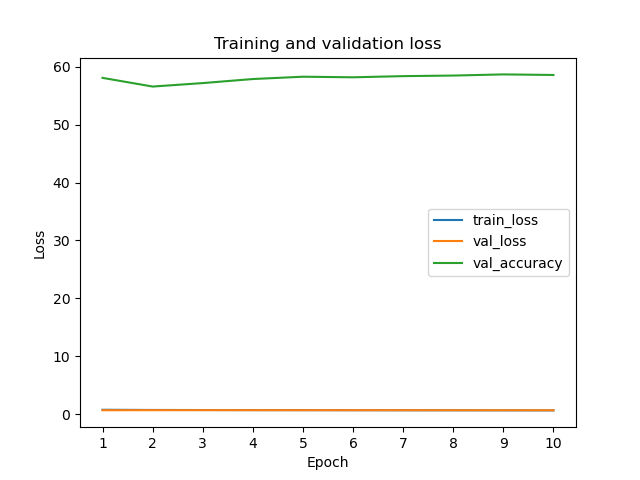 Training and validation loss
60
50
40
30
20
10
0
Loss
train_loss
val_loss
val_accuracy
1 2 3 4 5 6 7 8 9 10
Epoch